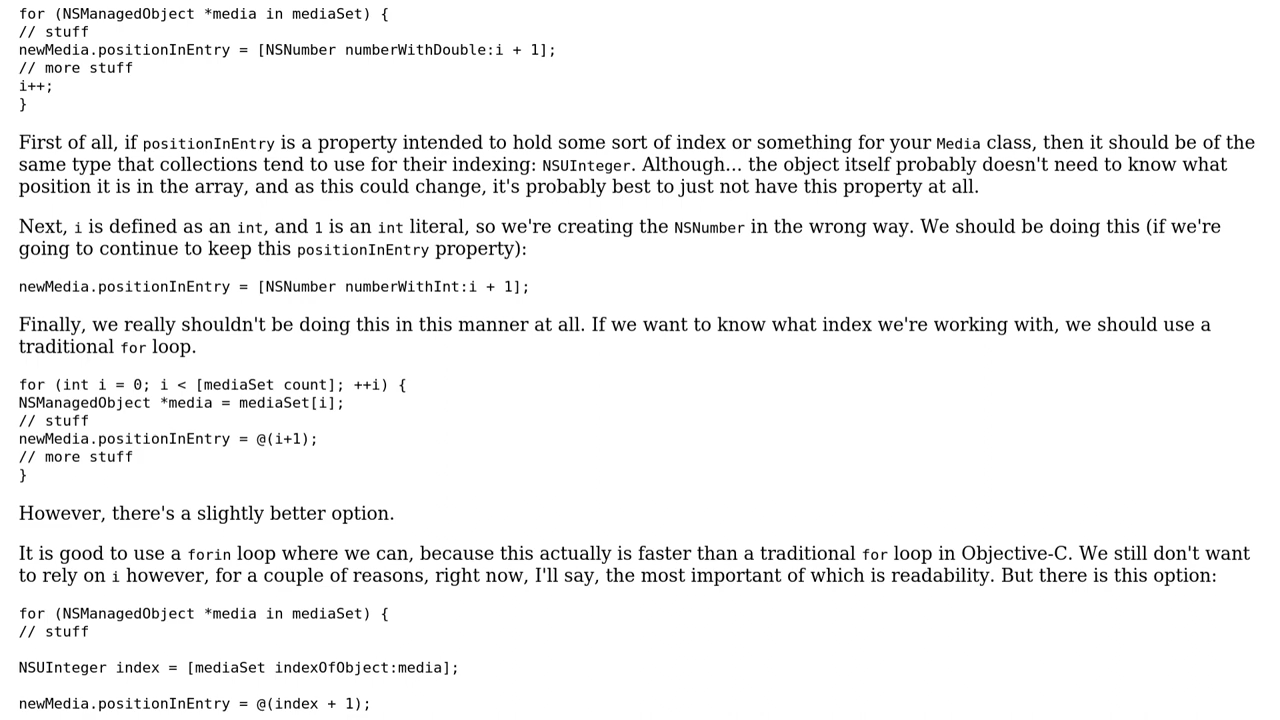 for (NSManagedObject *media in mediaSet) {
// stuff
newMedia.positionInEntry = [NSNumber numberWithDouble:i + 1];
// more stuff
i++;
}
First of all, if positionInEntry is a property intended to hold some sort of index or something for your Media class, then it should be of the
same type that collections tend to use for their indexing: NSUInteger. Although... the object itself probably doesn't need to know what
position it is in the array, and as this could change, it's probably best to just not have this property at all.
Next, i is defined as an int, and 1 is an int literal, so we're creating the NSNumber in the wrong way. We should be doing this (if we're
going to continue to keep this positionInEntry property):
newMedia.positionInEntry = [NSNumber numberWithInt:i + 1];
Finally, we really shouldn't be doing this in this manner at all. If we want to know what index we're working with, we should use a
traditional for loop.
for (int i = 0; i < [mediaSet count]; ++i) {
NSManagedObject *media = mediaSet[i];
// stuff
newMedia.positionInEntry = @(i+1);
// more stuff
}
However, there's a slightly better option.
It is good to use a forin loop where we can, because this actually is faster than a traditional for loop in Objective-C. We still don't want
to rely on i however, for a couple of reasons, right now, I'll say, the most important of which is readability. But there is this option:
for (NSManagedObject *media in mediaSet) {
// stuff
NSUInteger index = [mediaSet indexOfObject:media];
newMedia.positionInEntry = @(index + 1);